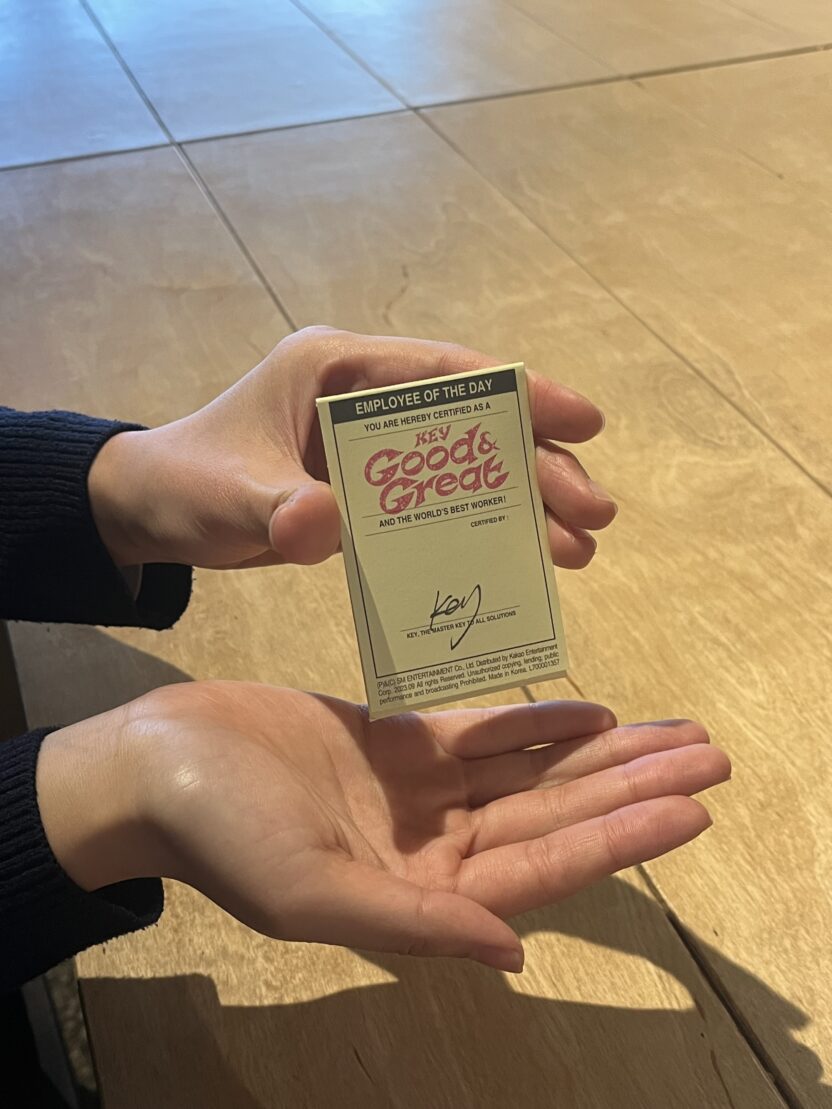 EMPLOYEE OF THE DAY
YOU ARE HEREBY CERTIFIED AS A
KEY
Good &
Great
AND THE WORLD'S BEST WORKER!
CERTIFIED BY :
Key
KEY, THE MASTER KEY TO ALL SOLUTIONS
(P)&(C) SM ENTERTAINMENT Co., Ltd. Distributed by Kakao Entertainment
Corp. 2023.09 All rights Reserved. Unauthorized copying, lending, public
performance and broadcasting Prohibited. Made in Korea. L700001357